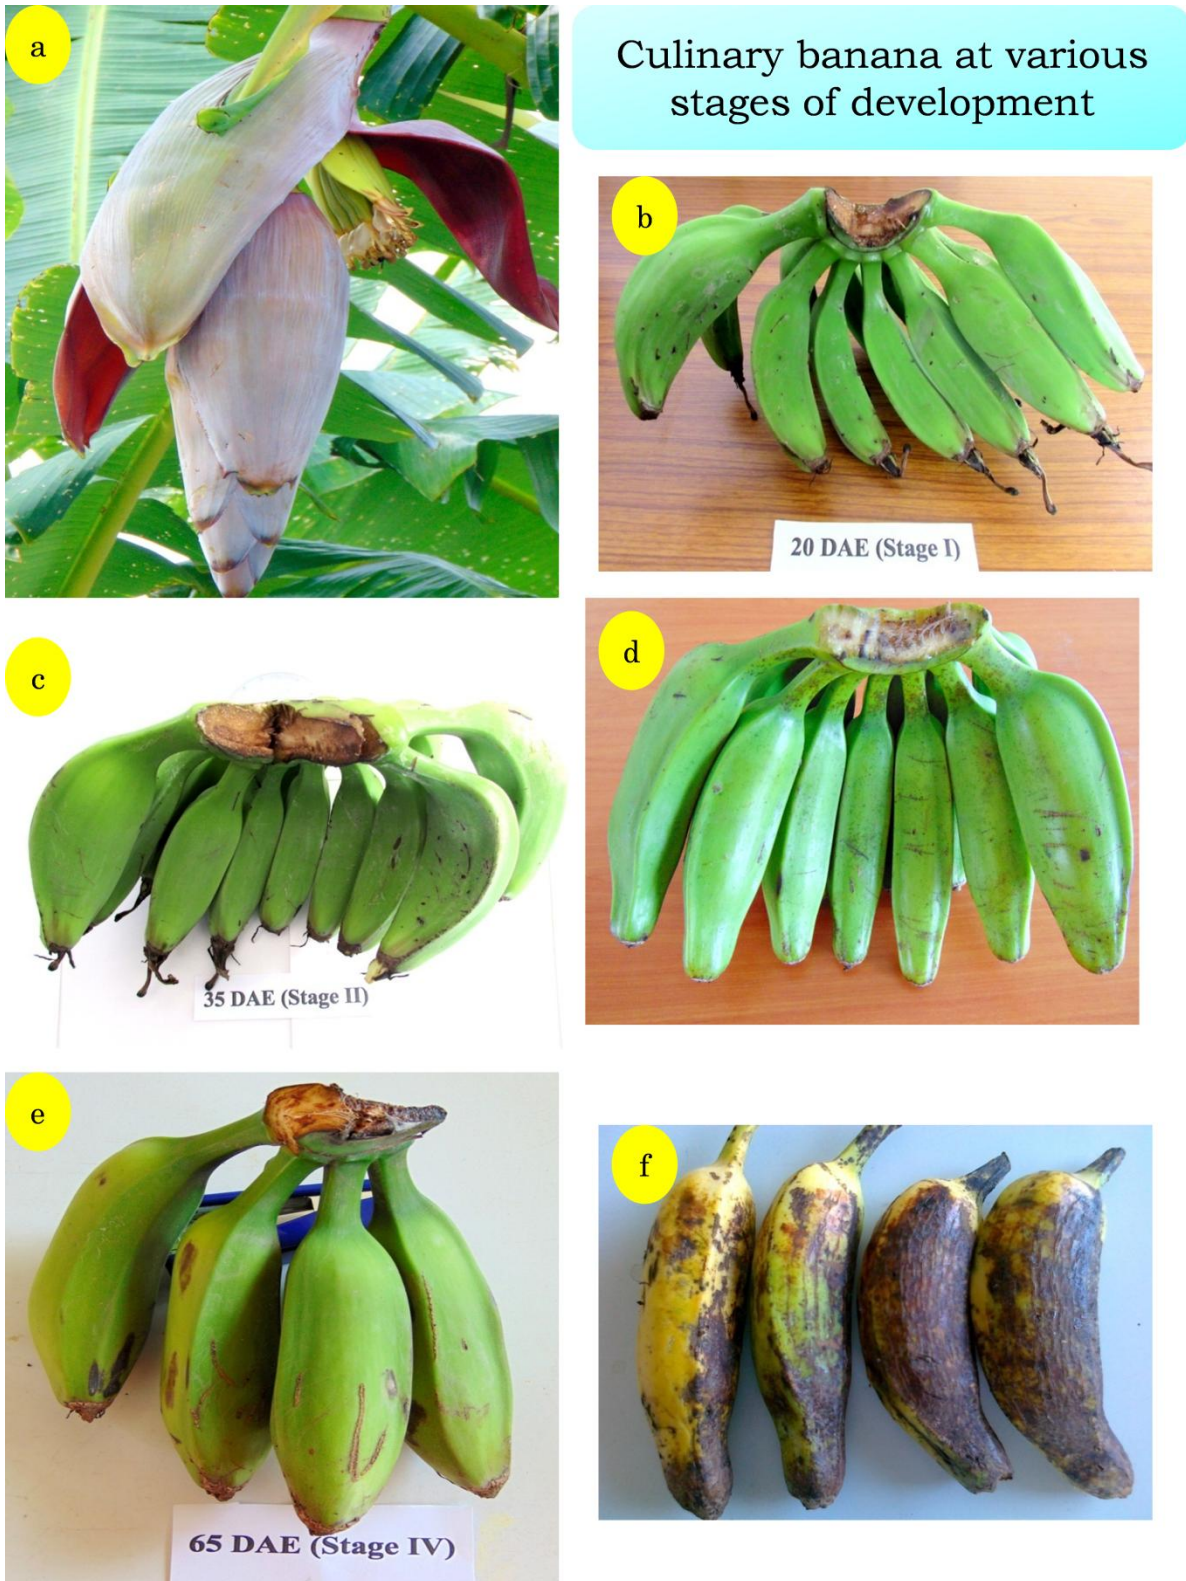 a
Culinary banana at various
stages of development
b
20 DAE (Stage I)
c
35 DAE (Stage II)
d
e
65 DAE (Stage IV)
f